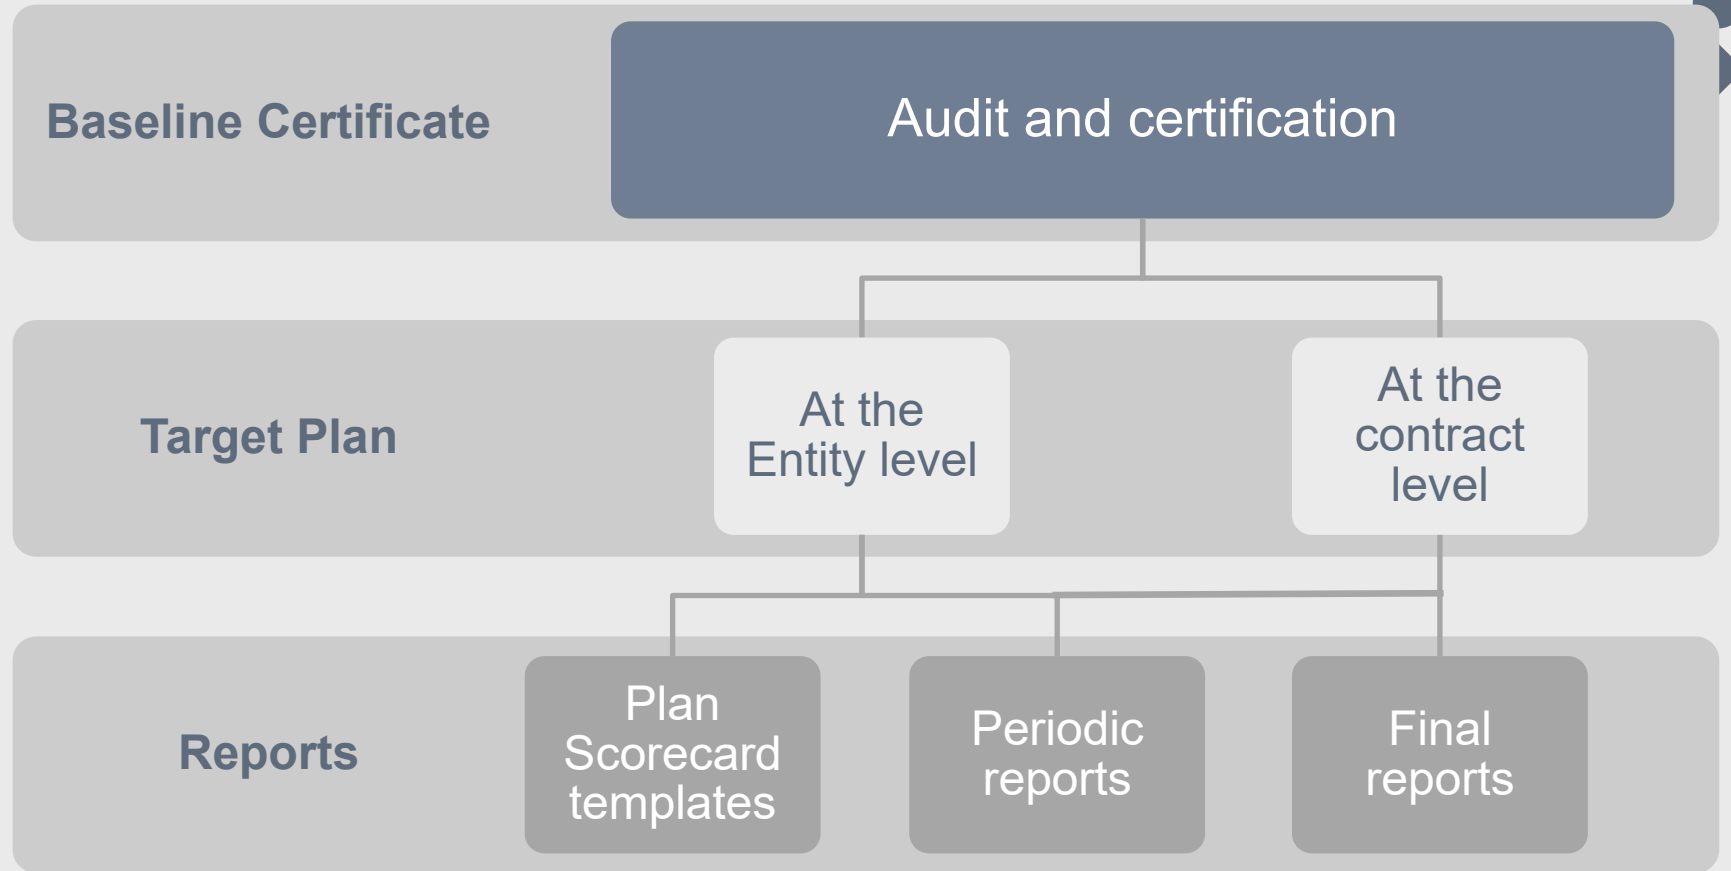 Baseline Certificate
Audit and certification
Target Plan
At the
Entity level
At the
contract
level
Reports
Plan
Scorecard
templates
Periodic
reports
Final
reports